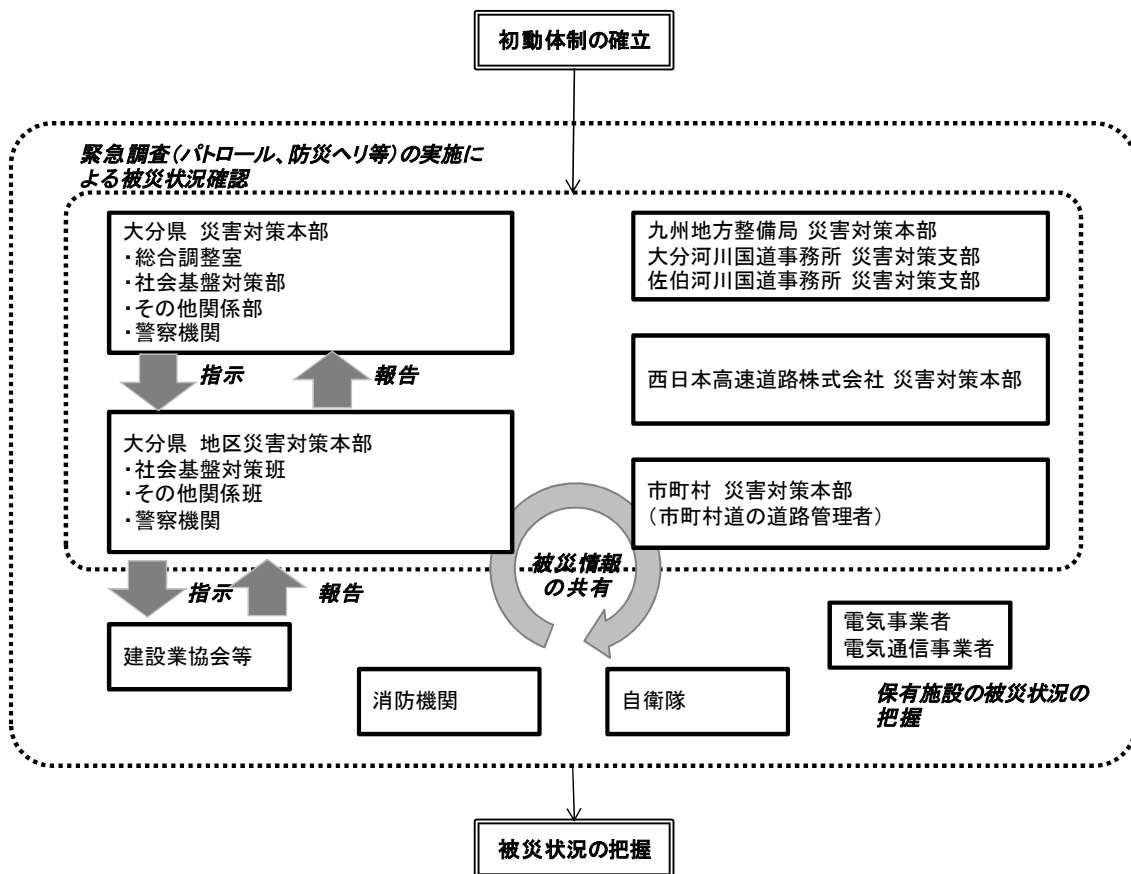 初動体制の確立
緊急調査（パトロール、防災ヘリ等）の実施に
よる被災状況確認
大分県 災害対策本部
・総合調整室
・社会基盤対策部
・その他関係部
・警察機関
九州地方整備局 災害対策本部
大分河川国道事務所 災害対策支部
佐伯河川国道事務所 災害対策支部
指示
報告
西日本高速道路株式会社 災害対策本部
大分県 地区災害対策本部
・社会基盤対策班
・その他関係班
・警察機関
市町村 災害対策本部
（市町村道の道路管理者）
被災情報
の共有
指示
報告
建設業協会等
消防機関
自衛隊
電気事業者
電気通信事業者
保有施設の被災状況の
把握
被災状況の把握